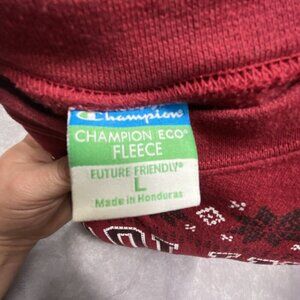 Champion
CHAMPION ECO®
FLEECE
FUTURE FRIENDLY®
L
Made in Honduras